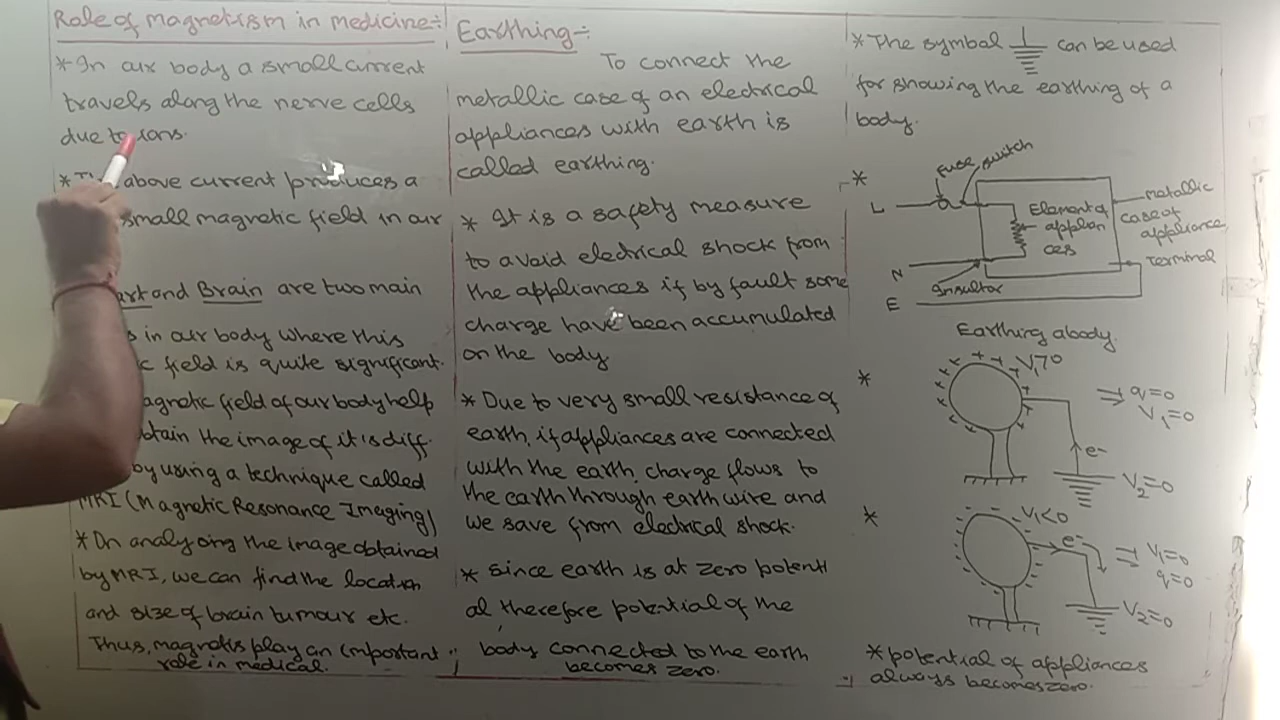 Role of magnetism in medicine:-
*In our body a small current
travels along the nerve cells
due to ions.
* above current produces a
small magnetic field in our
and Brain are two main
in our body where this
field is quite significant.
agnetic field of our body help
the image of it's diff.
by using a technique called
MRI (Magnetic Resonance Imaging)
* On analysing the image obtained
by MRI, we can find the location
and size of brain tumour etc.
Thus, magnetis play an important
role in medical.
Earthing:-
To connect the
metallic case of an electrical
appliances with earth is
called earthing.
* It is a safety measure
to avoid electrical shock from
the appliances if by fault some
charge have been accumulated
on the body
* Due to very small resistance of
earth, if appliances are connected
with the earth, charge flows to
the earth through earth wire and
we save from electrical shock.
* since earth is at zero potenti
al, therefore potential of the
body connected to the earth
becomes zero.
* The symbol can be used
for showing the earthing of a
body.
*
Fuse switch
L
Element of
applian
ces
metallic
case of
appliance
Terminal
N
Insultor
E
Earthing a body.
*
+ + + + + + + + + V₁>0
⇒ q=0
V₁=0
e-
V₂=0
*
V₁<0
e-
⇒ V₁=0
q=0
V₂=0
* potential of appliances
always becomes zero.